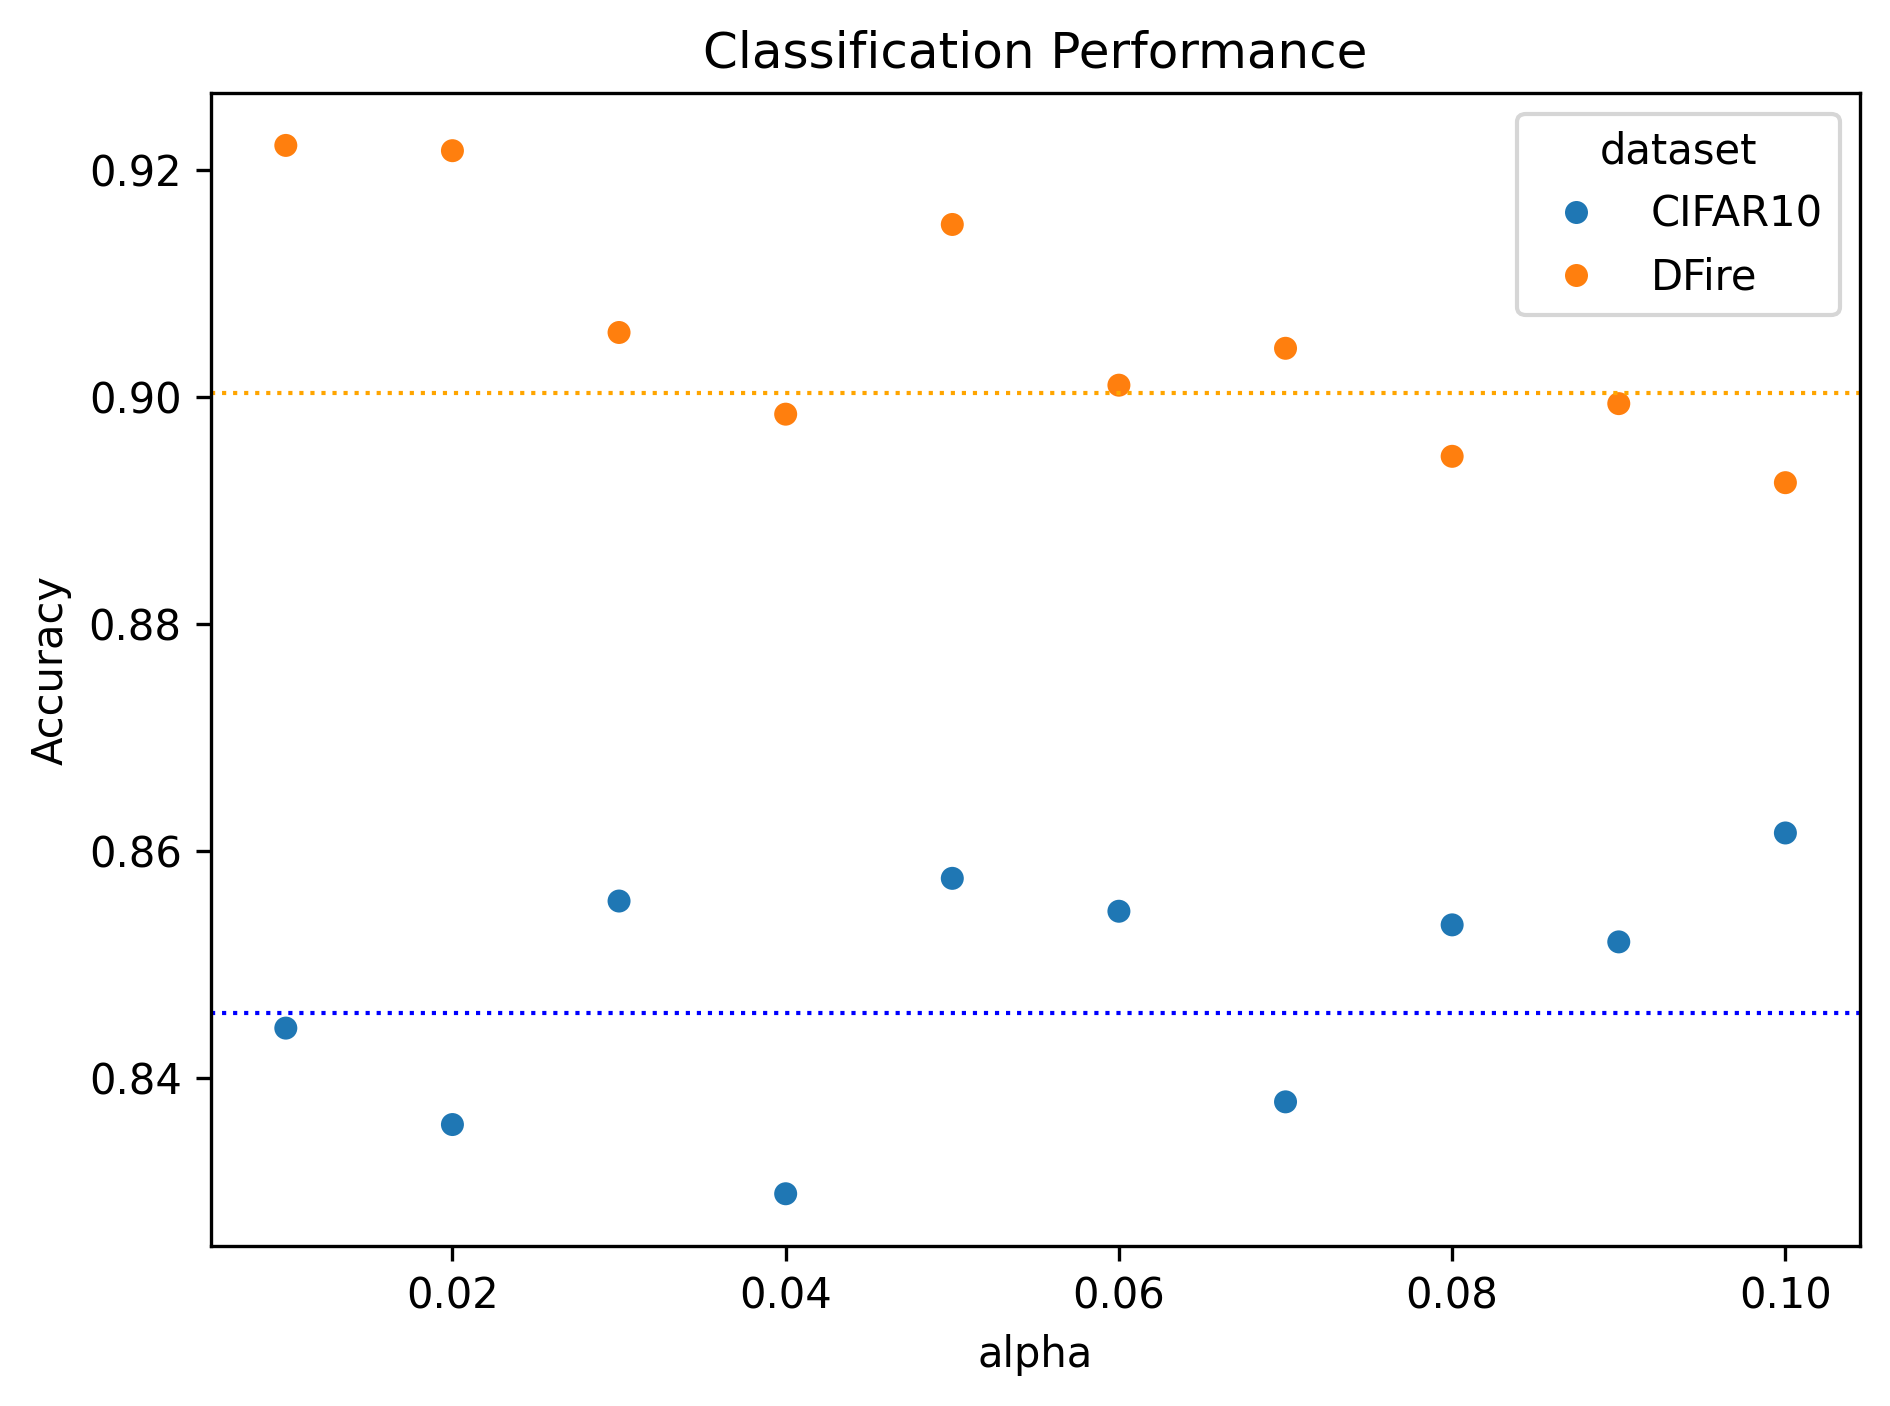 Classification Performance
dataset
CIFAR10
DFire
0.92
0.90
0.88
0.86
0.84
Accuracy
0.02 0.04 0.06 0.08 0.10
alpha